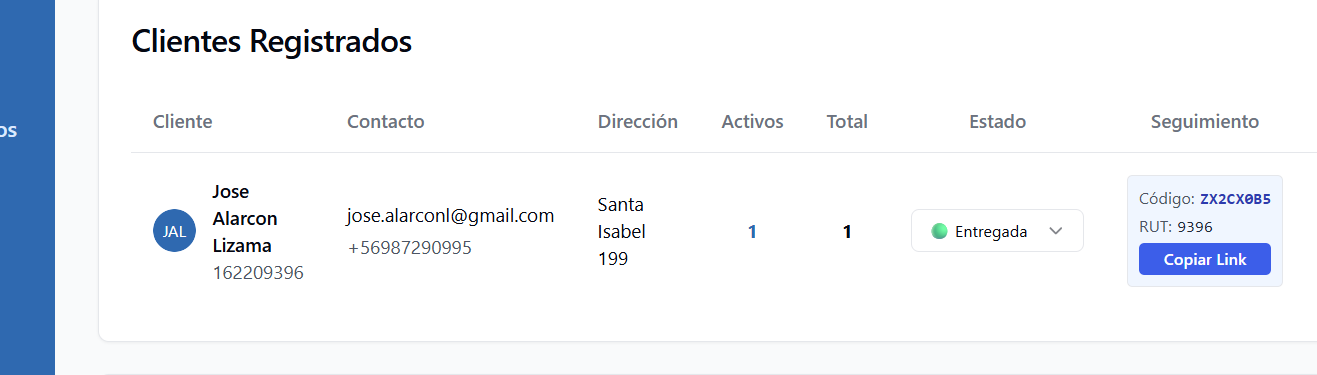 Clientes Registrados
os
Cliente Contacto Dirección Activos Total Estado Seguimiento
JAL
Jose
Alarcon
Lizama
162209396
jose.alarconl@gmail.com
+56987290995
Santa
Isabel
199
1
1
Entregada
Código: ZX2CX0B5
RUT: 9396
Copiar Link